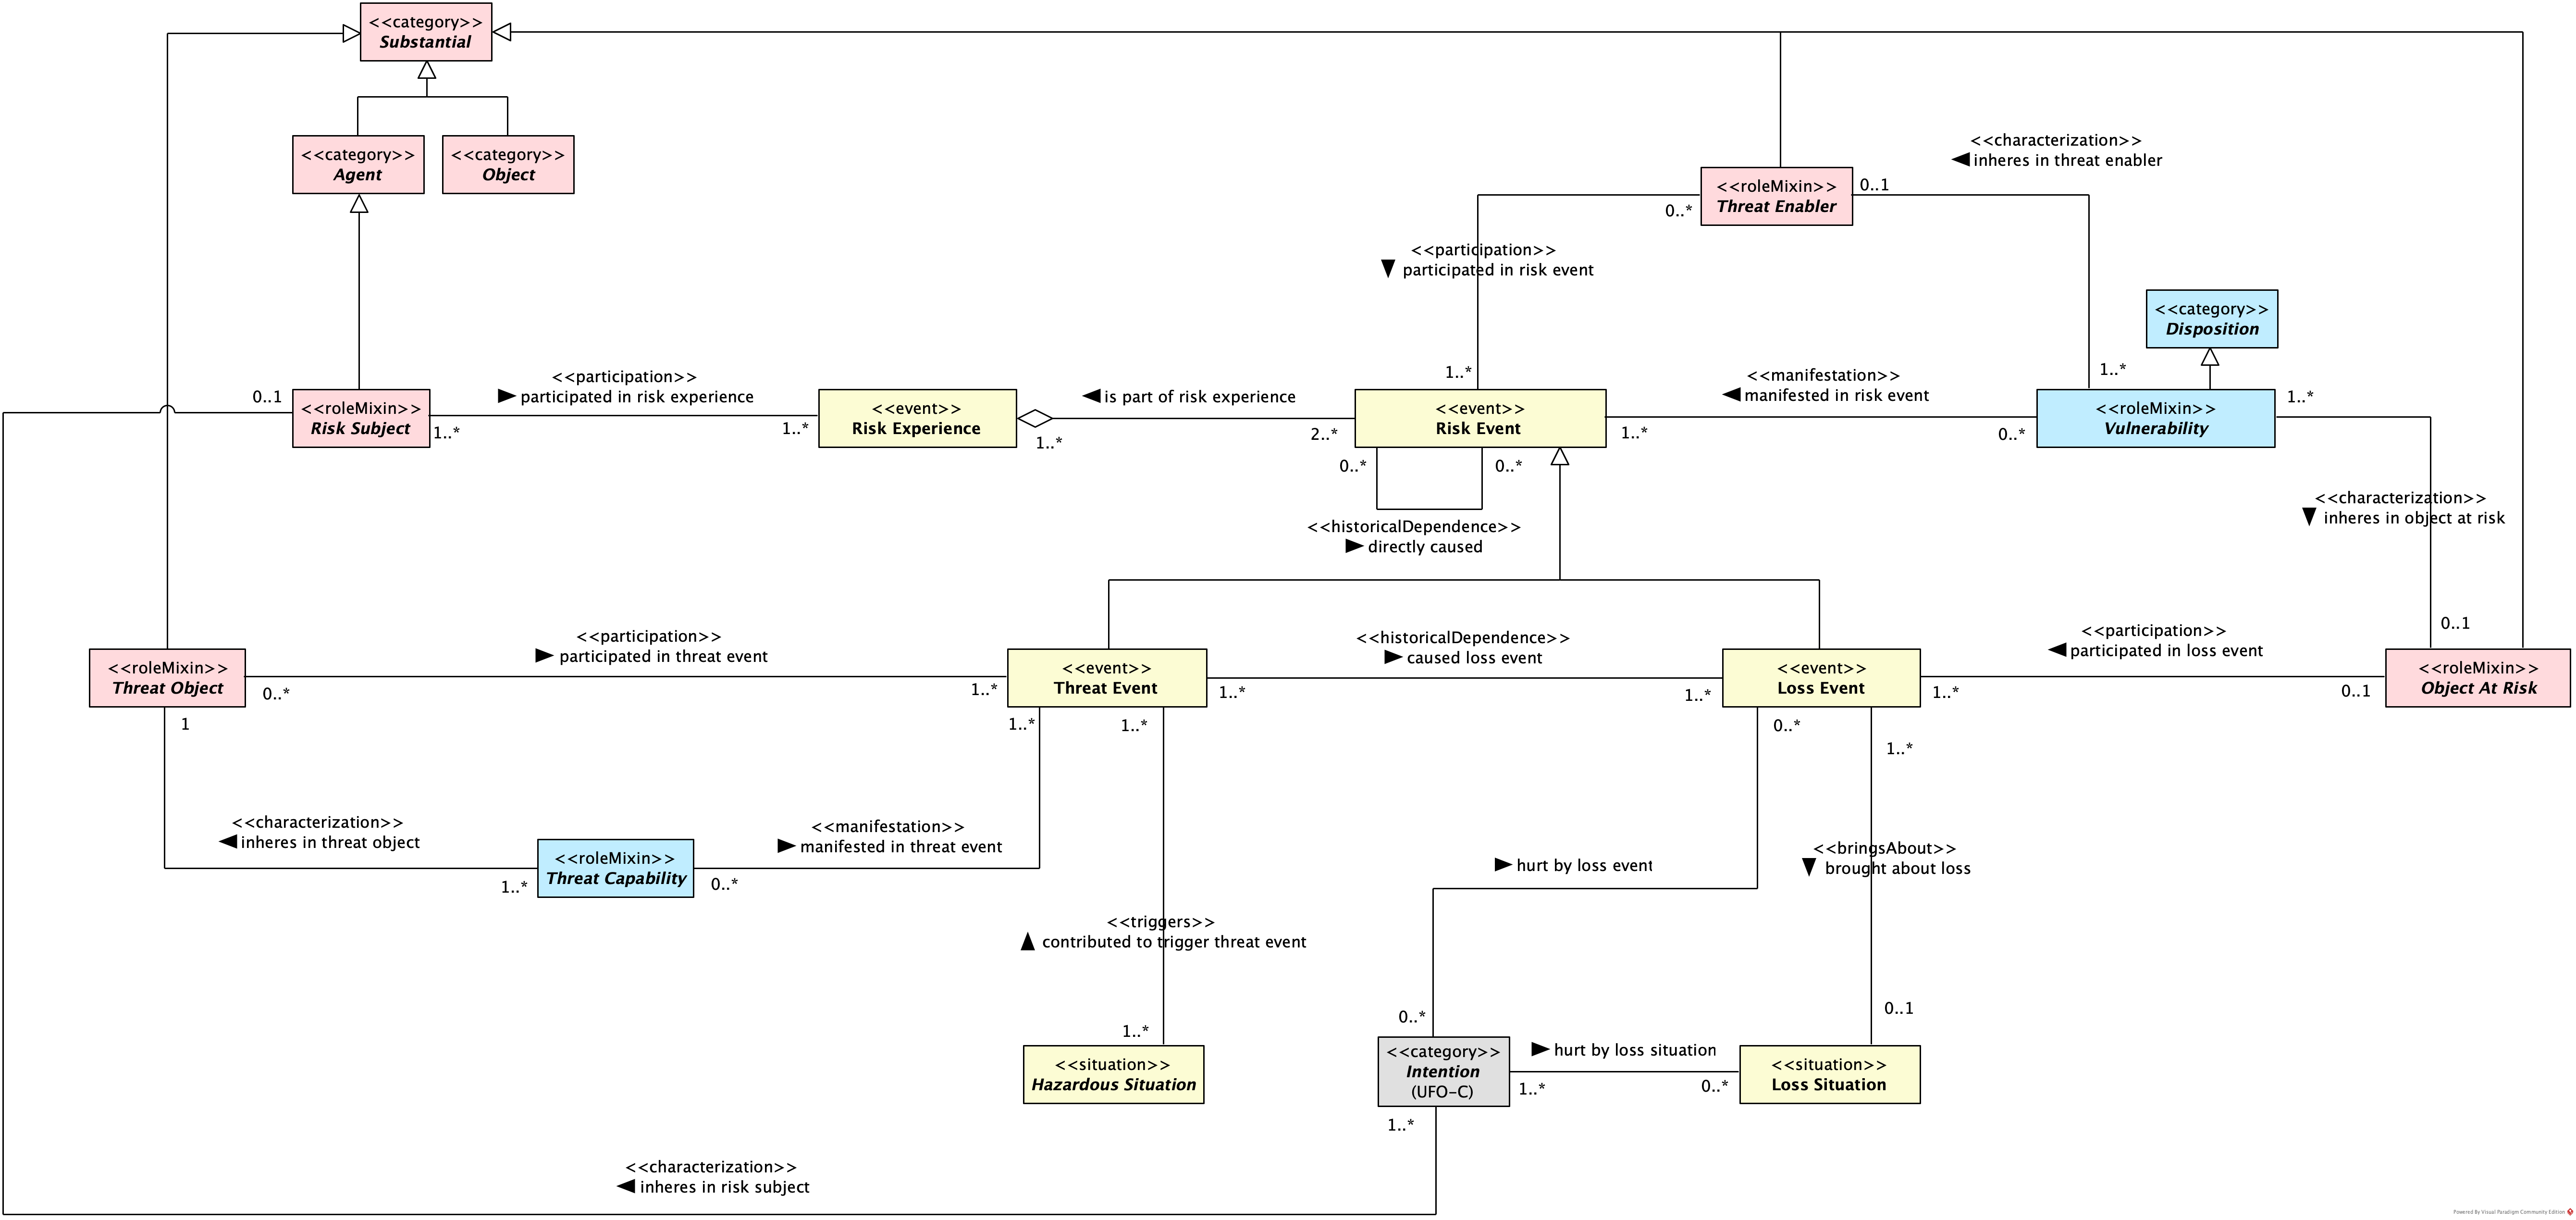 <<category>>
Substantial
<<category>>
Agent
<<category>>
Object
<<characterization>>
inheres in threat enabler
<<roleMixin>>
Threat Enabler
0..1
0..*
<<participation>>
participated in risk event
<<category>>
Disposition
1..*
1..*
<<participation>>
participated in risk experience
is part of risk experience
<<manifestation>>
manifested in risk event
0..1
<<roleMixin>>
Risk Subject
1..*
1..*
<<event>>
Risk Experience
1..*
2..*
<<event>>
Risk Event
1..*
0..*
<<roleMixin>>
Vulnerability
1..*
0..*
0..*
<<historicalDependence>>
directly caused
<<characterization>>
inheres in object at risk
0..1
<<participation>>
participated in threat event
<<historicalDependence>>
caused loss event
<<participation>>
participated in loss event
<<roleMixin>>
Threat Object
0..*
1..*
<<event>>
Threat Event
1..*
1..*
<<event>>
Loss Event
1..*
0..1
<<roleMixin>>
Object At Risk
1
1..*
1..*
0..*
1..*
<<characterization>>
inheres in threat object
<<roleMixin>>
Threat Capability
1..*
0..*
<<manifestation>>
manifested in threat event
hurt by loss event
<<bringsAbout>>
brought about loss
<<triggers>>
contributed to trigger threat event
1..*
0..*
0..1
<<situation>>
Hazardous Situation
<<category>>
Intention
(UFO-C)
hurt by loss situation
1..*
0..*
<<situation>>
Loss Situation
1..*
<<characterization>>
inheres in risk subject
Powered By Visual Paradigm Community Edition